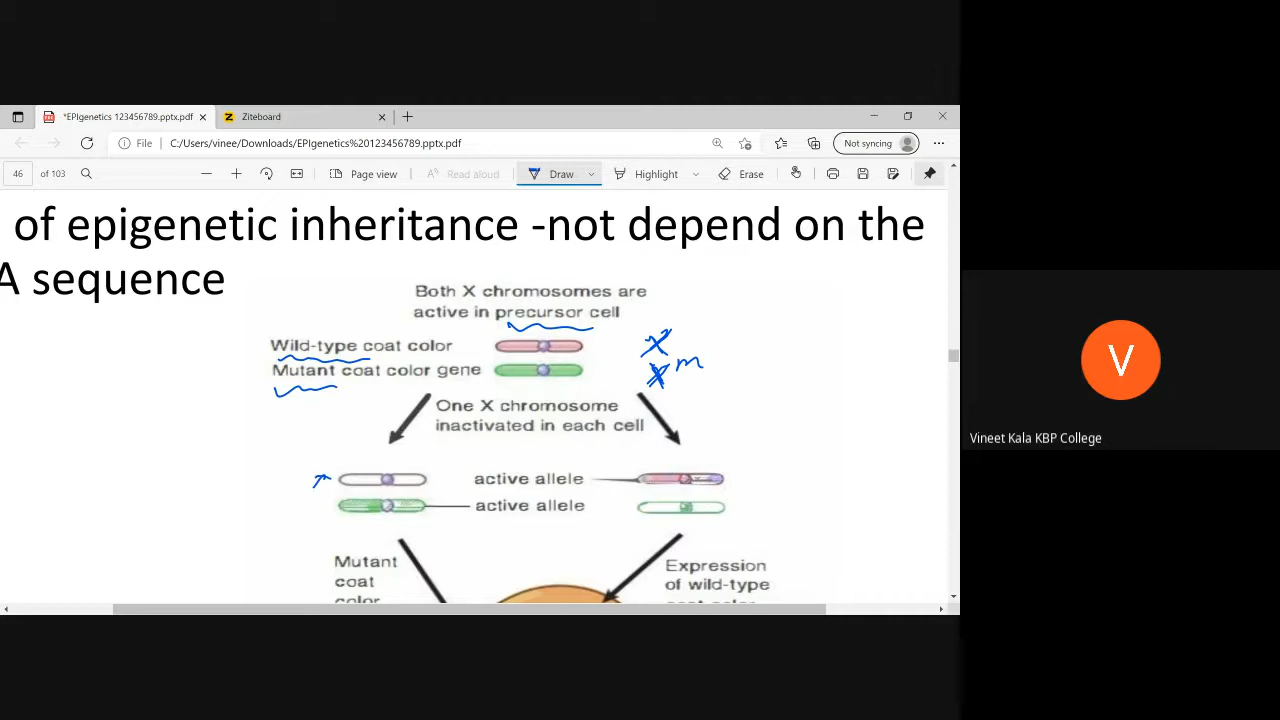 *EPIgenetics 123456789.pptx.pdf
Ziteboard
File
C:/Users/vinee/Downloads/EPIgenetics%20123456789.pptx.pdf
Not syncing
46 of 103
Page view
Read aloud
Draw
Highlight
Erase
of epigenetic inheritance -not depend on the
A sequence
Both X chromosomes are
active in precursor cell
Wild-type coat color
X
Mutant coat color gene
X m
One X chromosome
inactivated in each cell
active allele
active allele
Mutant
coat
color
Expression
of wild-type
coat color
V
Vineet Kala KBP College